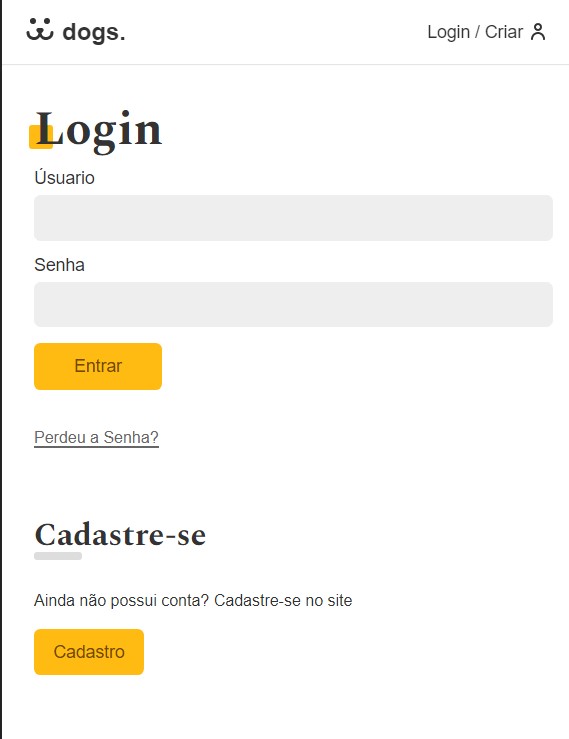 dogs.
Login / Criar
Login
Úsuario
Senha
Entrar
Perdeu a Senha?
Cadastre-se
Ainda não possui conta? Cadastre-se no site
Cadastro